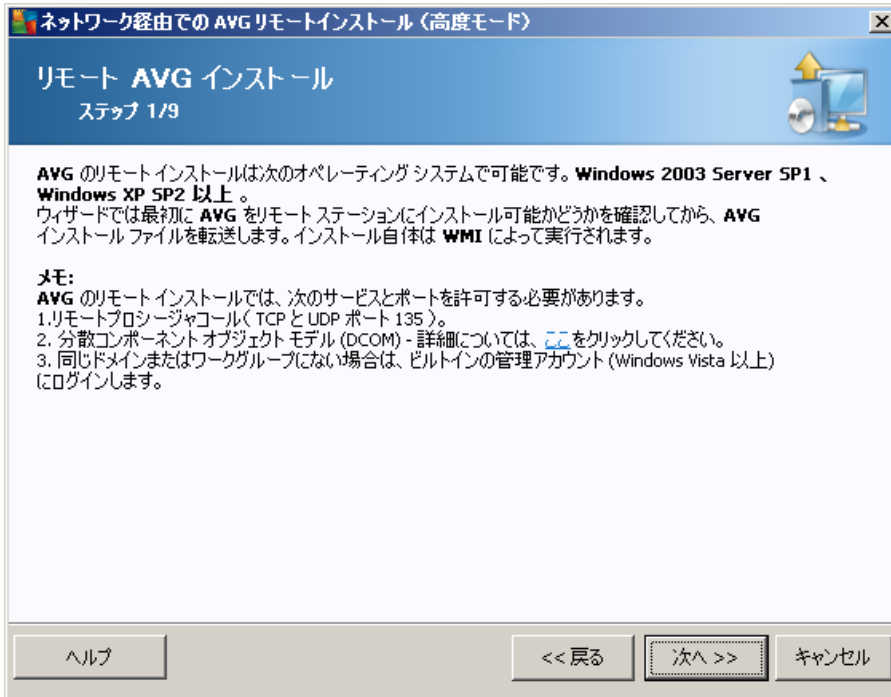 ネットワーク経由での AVG リモートインストール (高度モード)
リモート AVG インストール
ステップ 1/9
AVG のリモート インストールは次のオペレーティング システムで可能です。Windows 2003 Server SP1 、
Windows XP SP2 以上 。
ウィザードでは最初に AVG をリモート ステーションにインストール可能かどうかを確認してから、AVG
インストール ファイルを転送します。インストール自体は WMI によって実行されます。
メモ:
AVG のリモート インストールでは、次のサービスとポートを許可する必要があります。
1.リモートプロシージャコール( TCP と UDP ポート 135 )。
2. 分散コンポーネント オブジェクト モデル (DCOM) - 詳細については、ここをクリックしてください。
3. 同じドメインまたはワークグループにない場合は、ビルトインの管理アカウント (Windows Vista 以上)
にログインします。
ヘルプ
<< 戻る
次へ >>
キャンセル